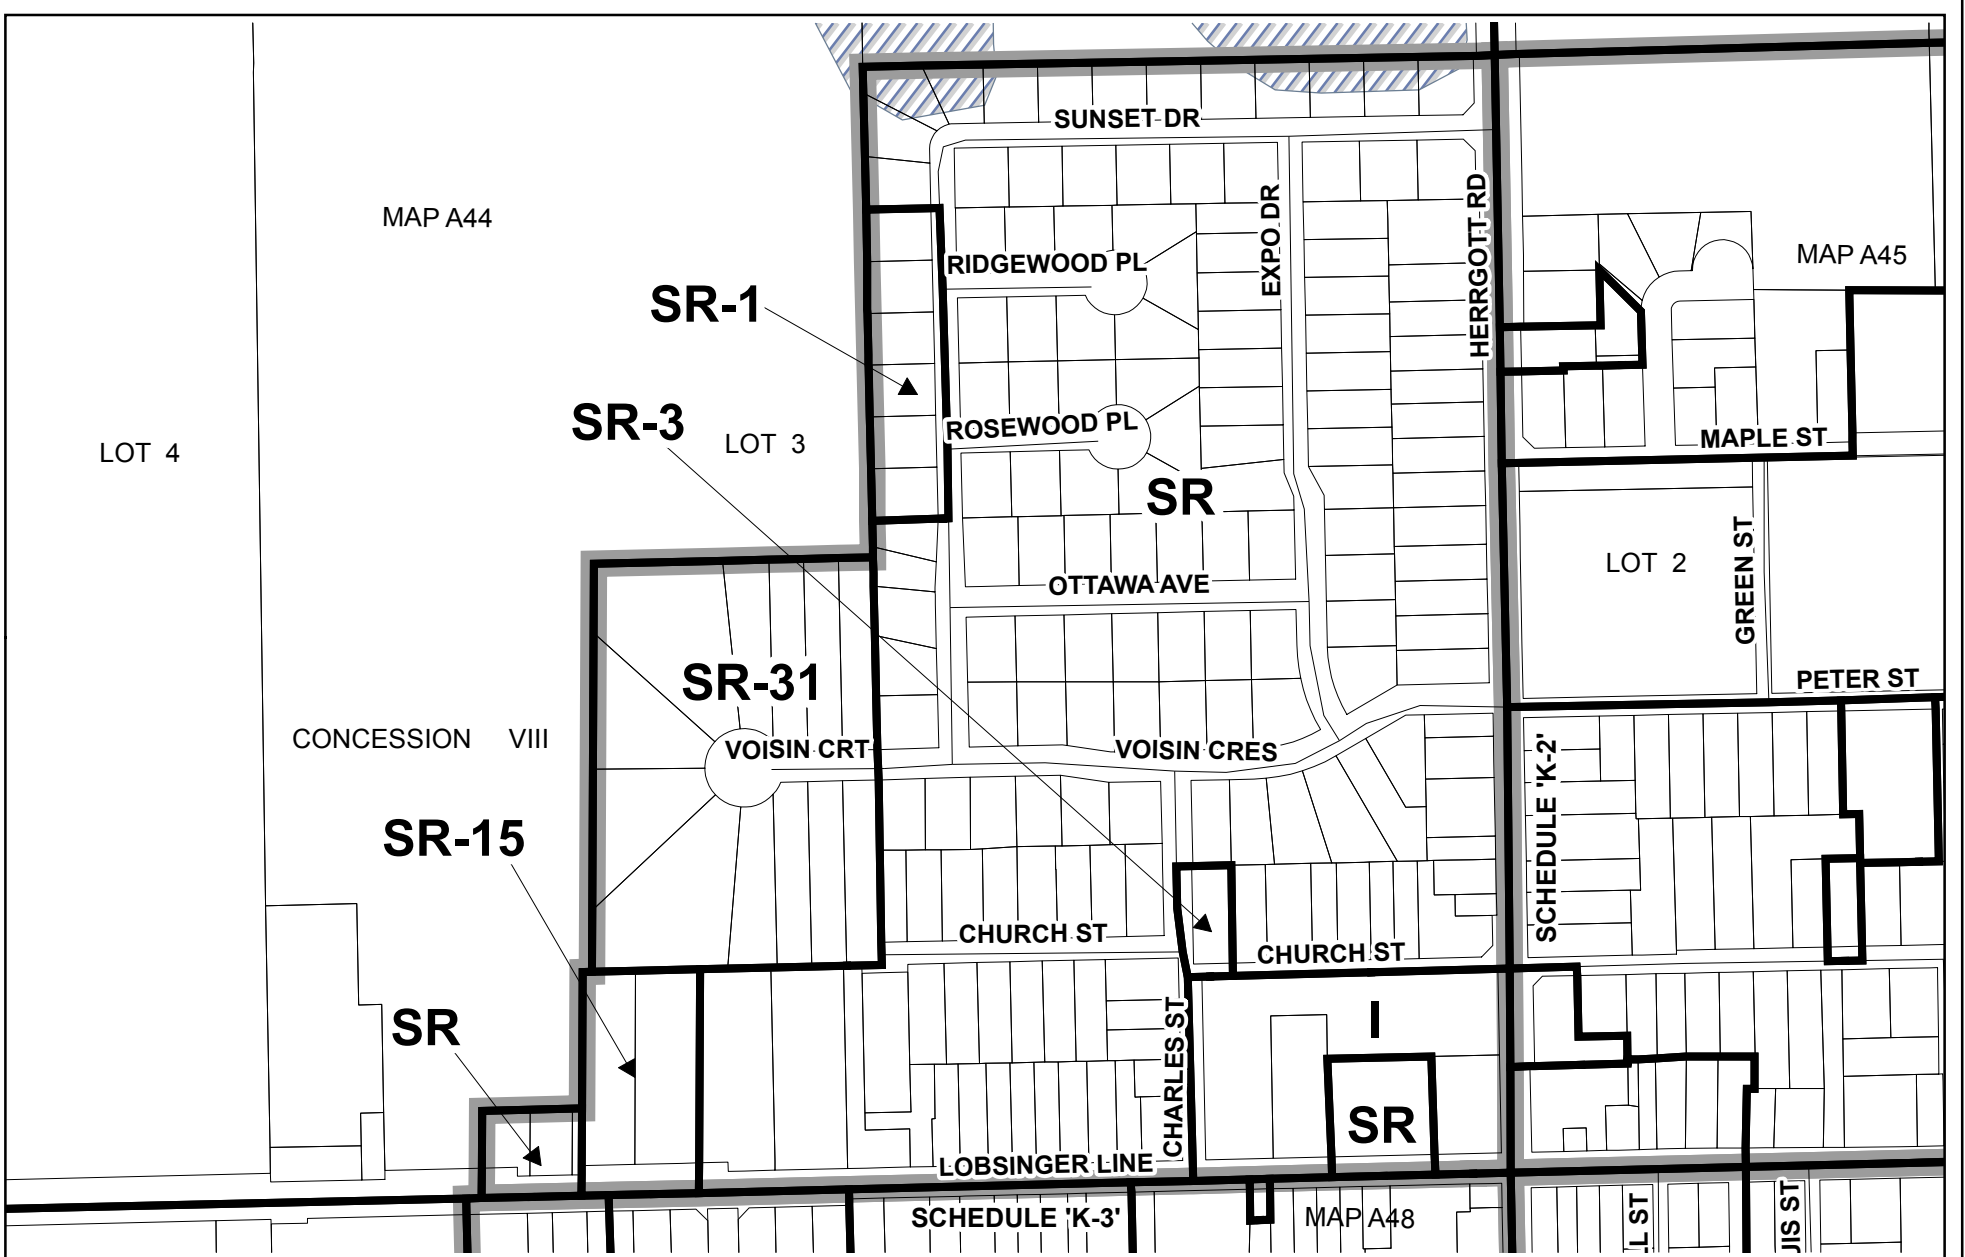 SUNSET DR
MAP A44
EXPO DR
HERRGOTT RD
MAP A45
RIDGEWOOD PL
SR-1
SR-3
LOT 3
ROSEWOOD PL
MAPLE ST
LOT 4
SR
LOT 2
GREEN ST
OTTAWA AVE
SR-31
PETER ST
CONCESSION VIII
VOISIN CRT
VOISIN CRES
SCHEDULE 'K-2'
SR-15
CHURCH ST
CHURCH ST
SR
I
CHARLES ST
SR
LOBSINGER LINE
SCHEDULE 'K-3'
MAP A48